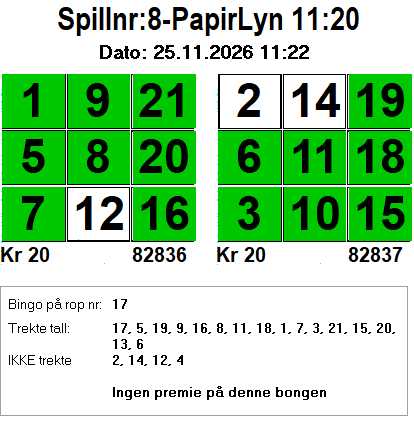 Spillnr:8-PapirLyn 11:20
Dato: 25.11.2026 11:22
1 9 21 2 14 19
5 8 20 6 11 18
7 12 16 3 10 15
Kr 20 82836 Kr 20 82837
Bingo på rop nr: 17
Trekte tall: 17, 5, 19, 9, 16, 8, 11, 18, 1, 7, 3, 21, 15, 20,
13, 6
IKKE trekte 2, 14, 12, 4
Ingen premie på denne bongen